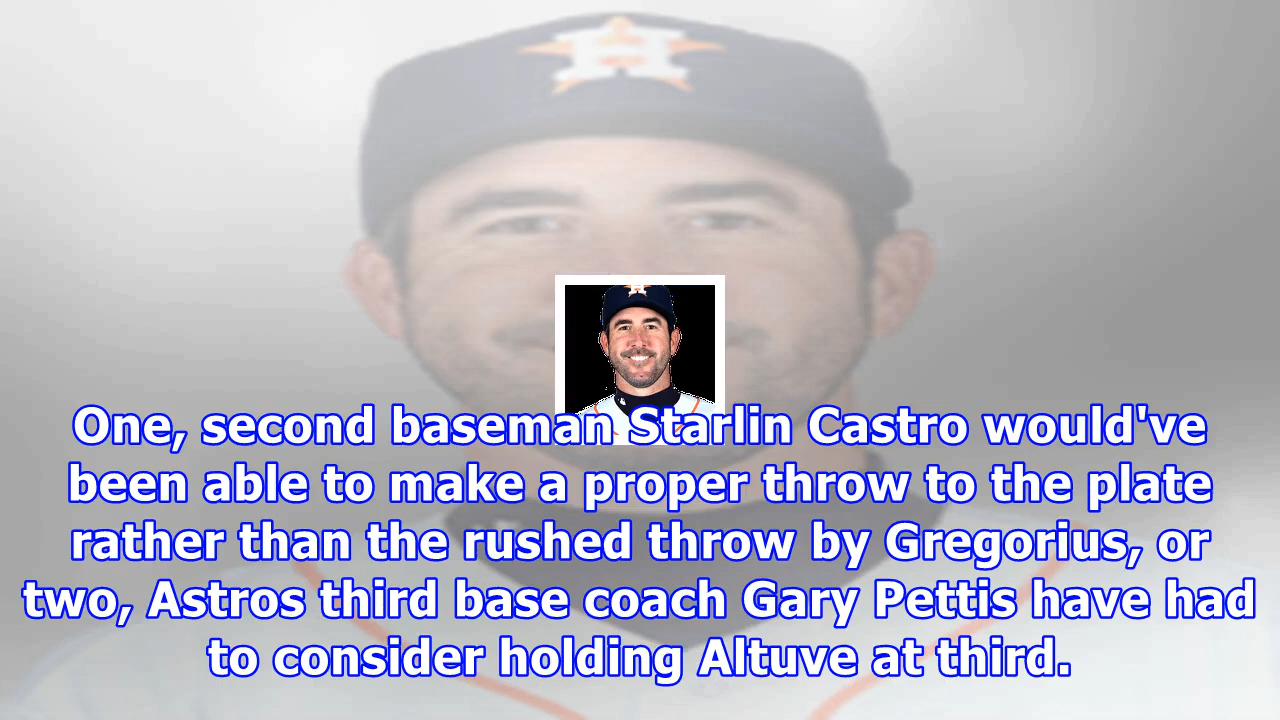 One, second baseman Starlin Castro would've
been able to make a proper throw to the plate
rather than the rushed throw by Gregorius, or
two, Astros third base coach Gary Pettis have had
to consider holding Altuve at third.